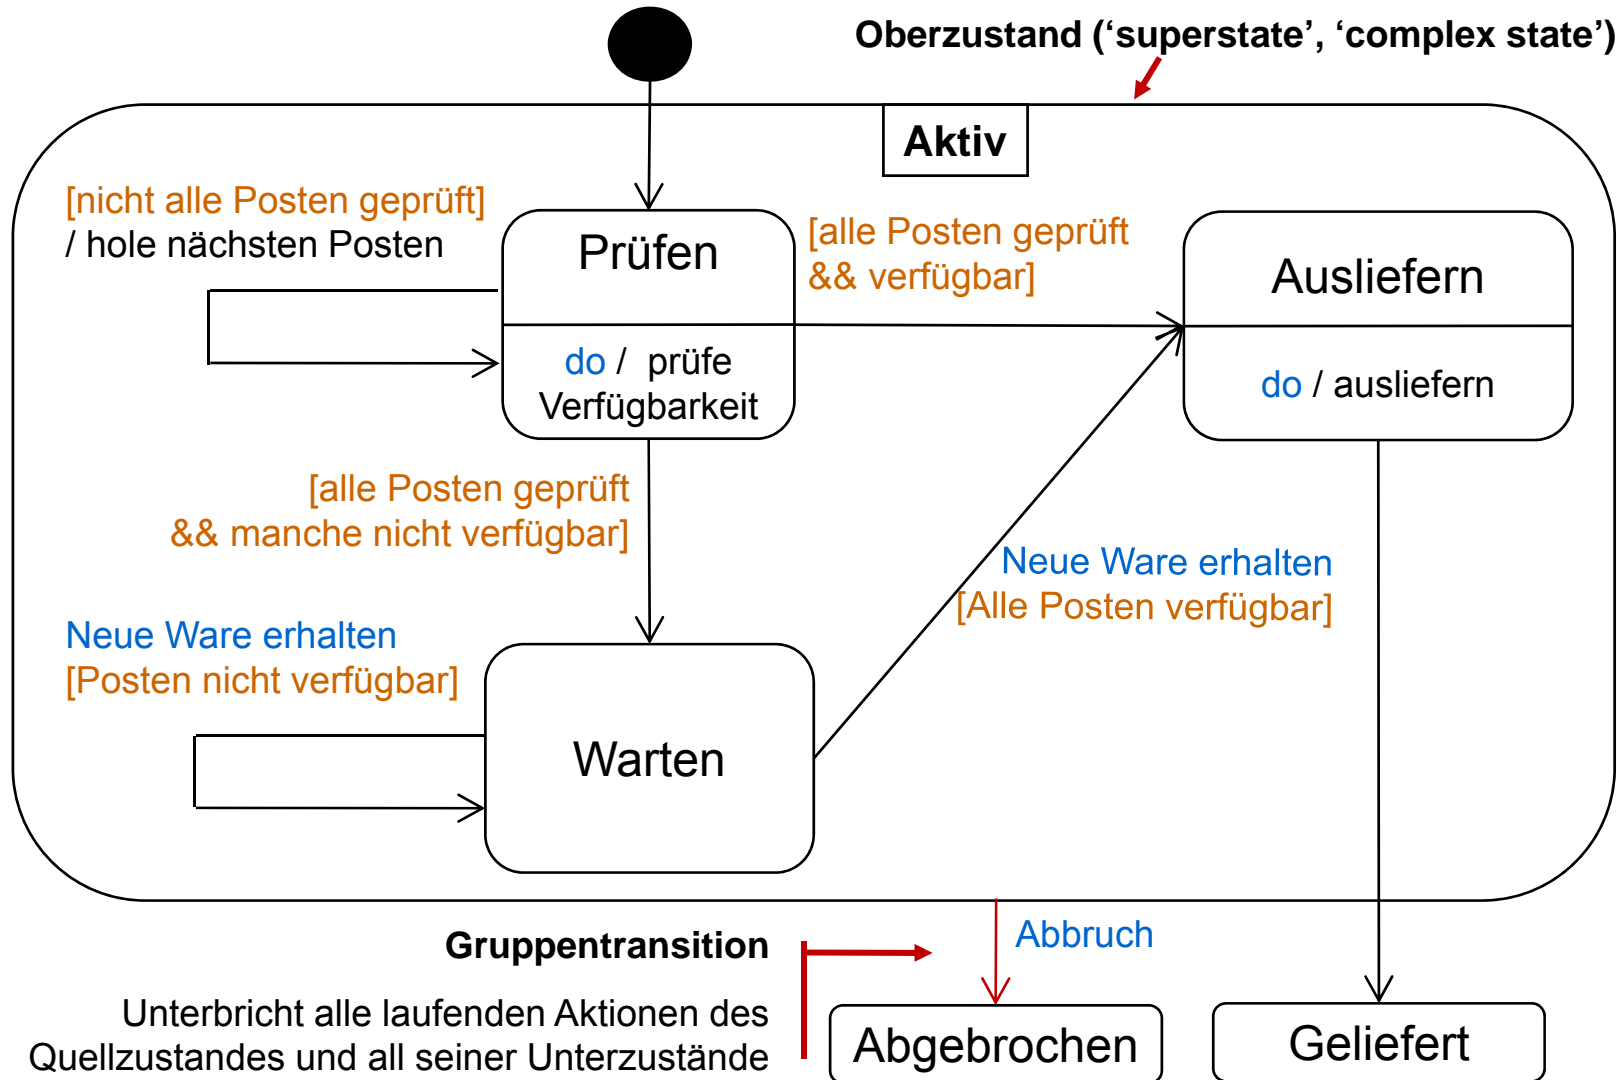 Oberzustand (‘superstate’, ‘complex state’)
Aktiv
[nicht alle Posten geprüft]
/ hole nächsten Posten
Prüfen
do / prüfe
Verfügbarkeit
[alle Posten geprüft
&& verfügbar]
Ausliefern
do / ausliefern
[alle Posten geprüft
&& manche nicht verfügbar]
Neue Ware erhalten
[Alle Posten verfügbar]
Neue Ware erhalten
[Posten nicht verfügbar]
Warten
Gruppentransition
Unterbricht alle laufenden Aktionen des
Quellzustandes und all seiner Unterzustände
Abbruch
Abgebrochen
Geliefert